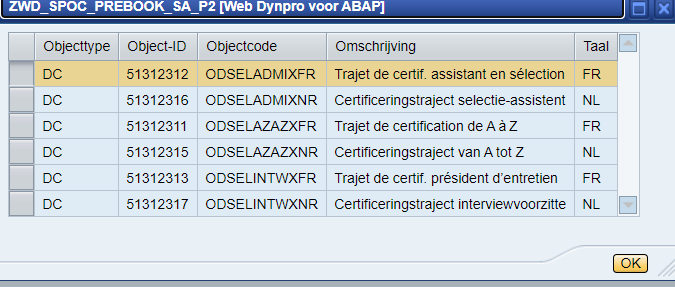 ZWD_SPOC_PREBOOK_SA_P2 [Web Dynpro voor ABAP]
Objecttype Object-ID Objectcode Omschrijving Taal
DC 51312312 ODSELADMIXFR Trajet de certif. assistant en sélection FR
DC 51312316 ODSELADMIXNR Certificeringstraject selectie-assistent NL
DC 51312311 ODSELAZAZXFR Trajet de certification de A à Z FR
DC 51312315 ODSELAZAZXNR Certificeringstraject van A tot Z NL
DC 51312313 ODSELINTWXFR Trajet de certif. président d'entretien FR
DC 51312317 ODSELINTWXNR Certificeringstraject interviewvoorzitte NL
OK